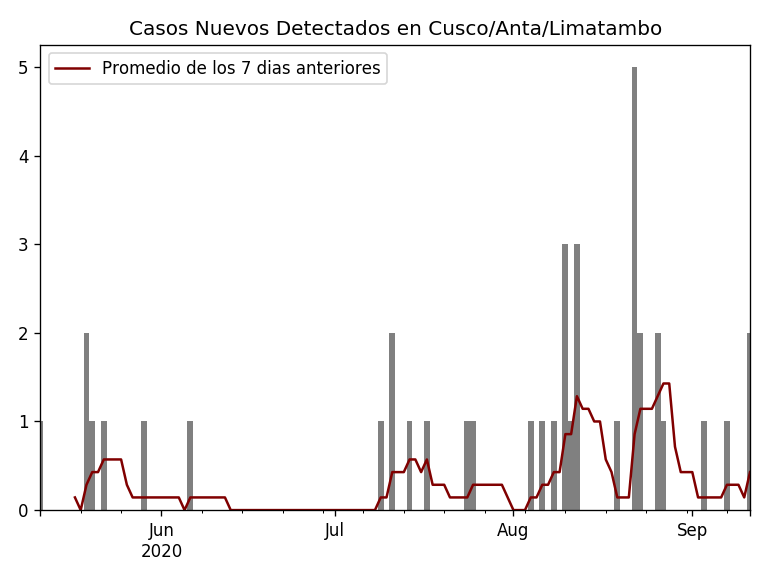 Casos Nuevos Detectados en Cusco/Anta/Limatambo
Promedio de los 7 dias anteriores
5
4
3
2
1
0
Jun Jul Aug Sep
2020